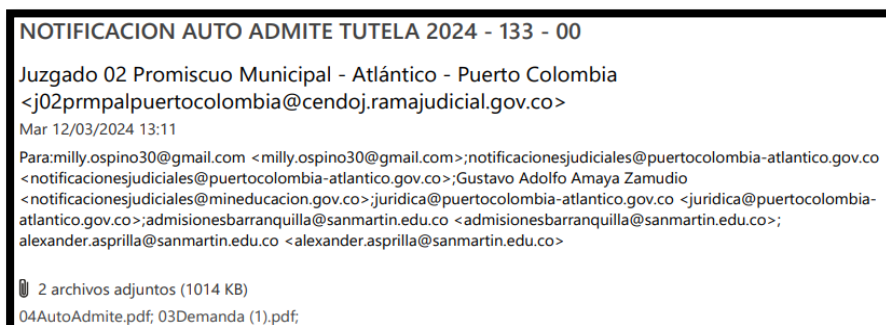 NOTIFICACION AUTO ADMITE TUTELA 2024 - 133 - 00
Juzgado 02 Promiscuo Municipal - Atlántico - Puerto Colombia
<j02prmpalpuertocolombia@cendoj.ramajudicial.gov.co>
Mar 12/03/2024 13:11
Para:milly.ospino30@gmail.com <milly.ospino30@gmail.com>;notificacionesjudiciales@puertocolombia-atlantico.gov.co
<notificacionesjudiciales@puertocolombia-atlantico.gov.co>;Gustavo Adolfo Amaya Zamudio
<notificacionesjudiciales@mineducacion.gov.co>;juridica@puertocolombia-atlantico.gov.co <juridica@puertocolombia-
atlantico.gov.co>;admisionesbarranquilla@sanmartin.edu.co <admisionesbarranquilla@sanmartin.edu.co>;
alexander.asprilla@sanmartin.edu.co <alexander.asprilla@sanmartin.edu.co>
2 archivos adjuntos (1014 KB)
04AutoAdmite.pdf; 03Demanda (1).pdf;